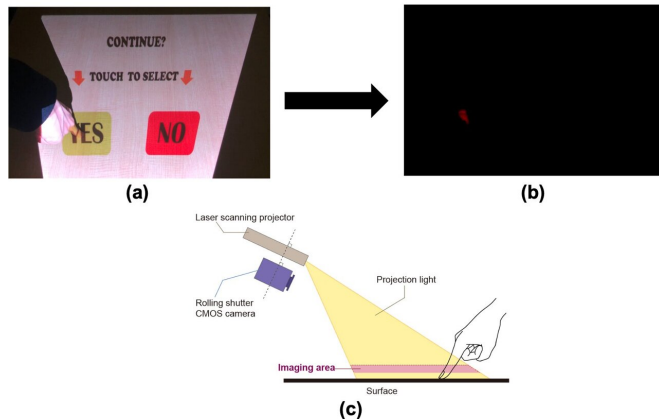 CONTINUE?
TOUCH TO SELECT
YES
NO
(a)
(b)
Laser scanning projector
Rolling shutter
CMOS camera
Projection light
Imaging area
Surface
(c)